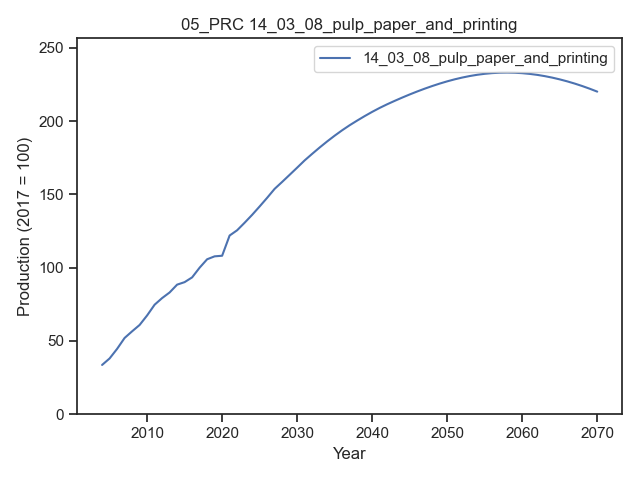 05_PRC 14_03_08_pulp_paper_and_printing
14_03_08_pulp_paper_and_printing
Production (2017 = 100)
250
200
150
100
50
0
2010 2020 2030 2040 2050 2060 2070
Year